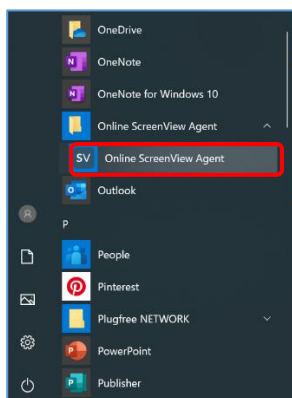 OneDrive
OneNote
OneNote for Windows 10
Online ScreenView Agent
SV Online ScreenView Agent
Outlook
P
People
Pinterest
Plugfree NETWORK
PowerPoint
Publisher